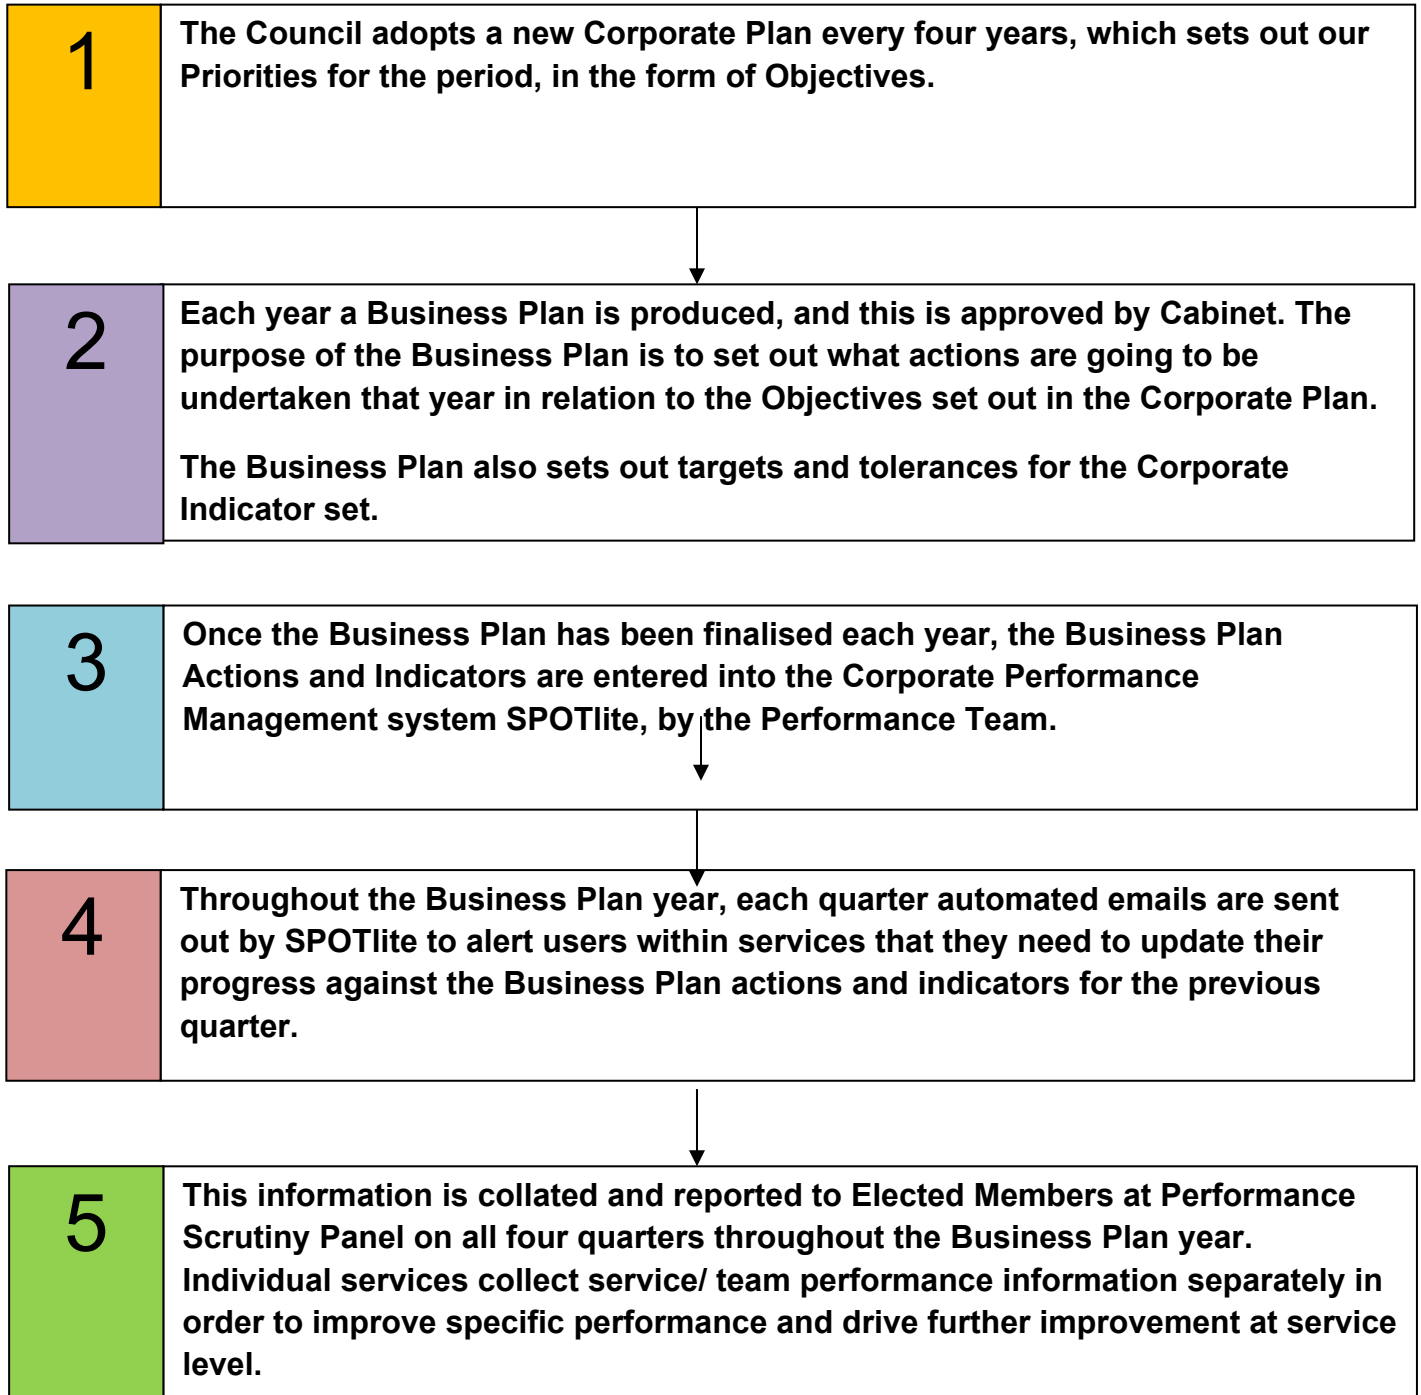 1
The Council adopts a new Corporate Plan every four years, which sets out our
Priorities for the period, in the form of Objectives.
2
Each year a Business Plan is produced, and this is approved by Cabinet. The
purpose of the Business Plan is to set out what actions are going to be
undertaken that year in relation to the Objectives set out in the Corporate Plan.
The Business Plan also sets out targets and tolerances for the Corporate
Indicator set.
3
Once the Business Plan has been finalised each year, the Business Plan
Actions and Indicators are entered into the Corporate Performance
Management system SPOTlite, by the Performance Team.
4
Throughout the Business Plan year, each quarter automated emails are sent
out by SPOTlite to alert users within services that they need to update their
progress against the Business Plan actions and indicators for the previous
quarter.
5
This information is collated and reported to Elected Members at Performance
Scrutiny Panel on all four quarters throughout the Business Plan year.
Individual services collect service/ team performance information separately in
order to improve specific performance and drive further improvement at service
level.